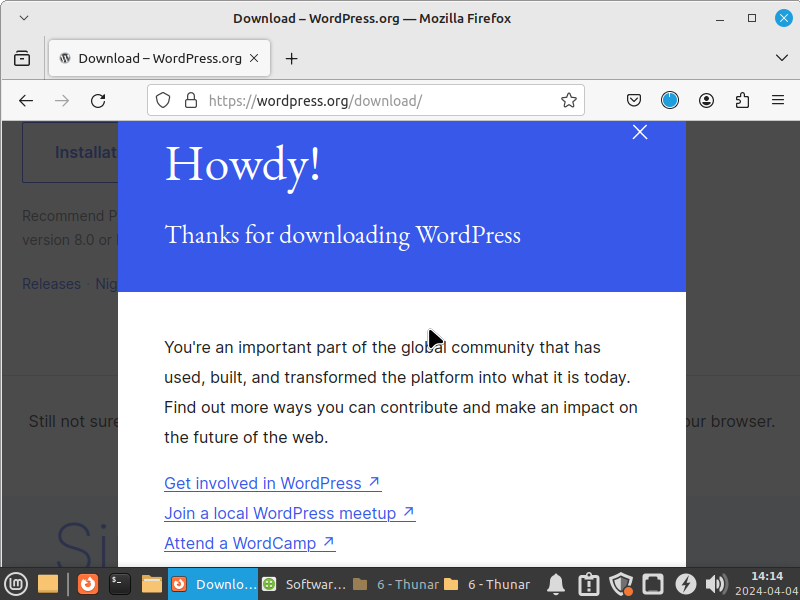 Download – WordPress.org — Mozilla Firefox
Download – WordPress.org
https://wordpress.org/download/
Howdy!
Installat
Recommend P
Thanks for downloading WordPress
version 8.0 or
Releases · Nig
You're an important part of the global community that has
used, built, and transformed the platform into what it is today.
Still not sure
Find out more ways you can contribute and make an impact on
our browser.
the future of the web.
Get involved in WordPress ↗
Join a local WordPress meetup ↗
Si
Attend a WordCamp ↗
Downlo...
Softwar...
6 - Thunar
6 - Thunar
14:14
2024-04-04